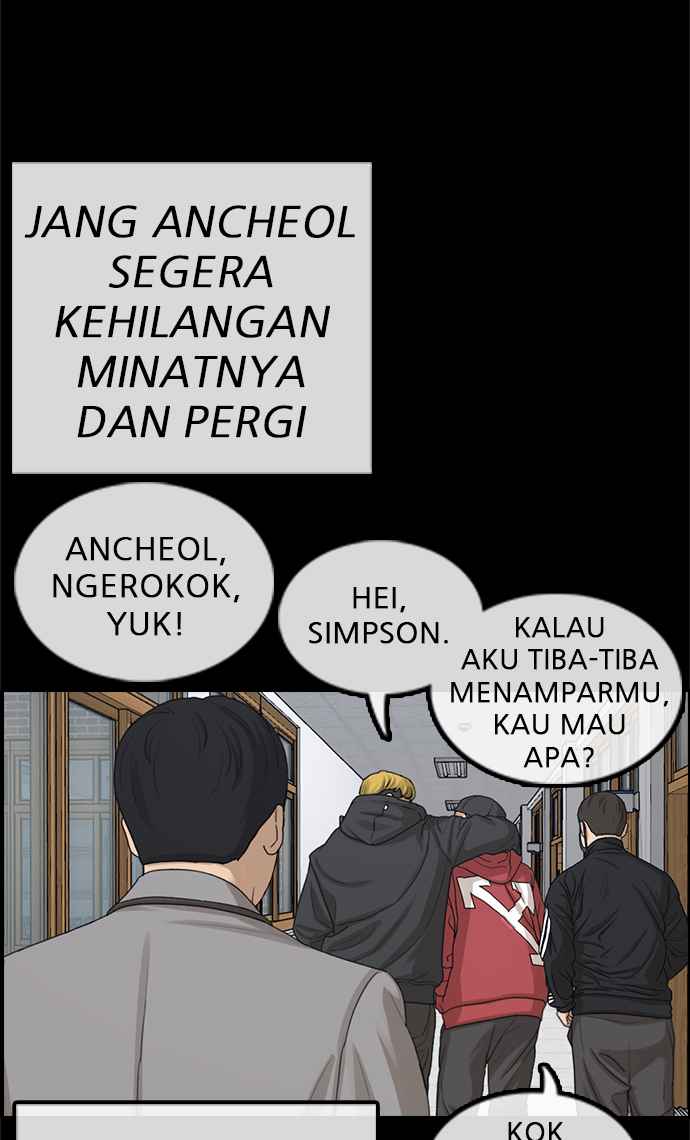 JANG ANCHEOL
SEGERA
KEHILANGAN
MINATNYA
DAN PERGI
ANCHEOL,
NGEROKOK,
YUK!
HEI,
SIMPSON.
KALAU
AKU TIBA-TIBA
MENAMPARMU,
KAU MAU
APA?
KOK